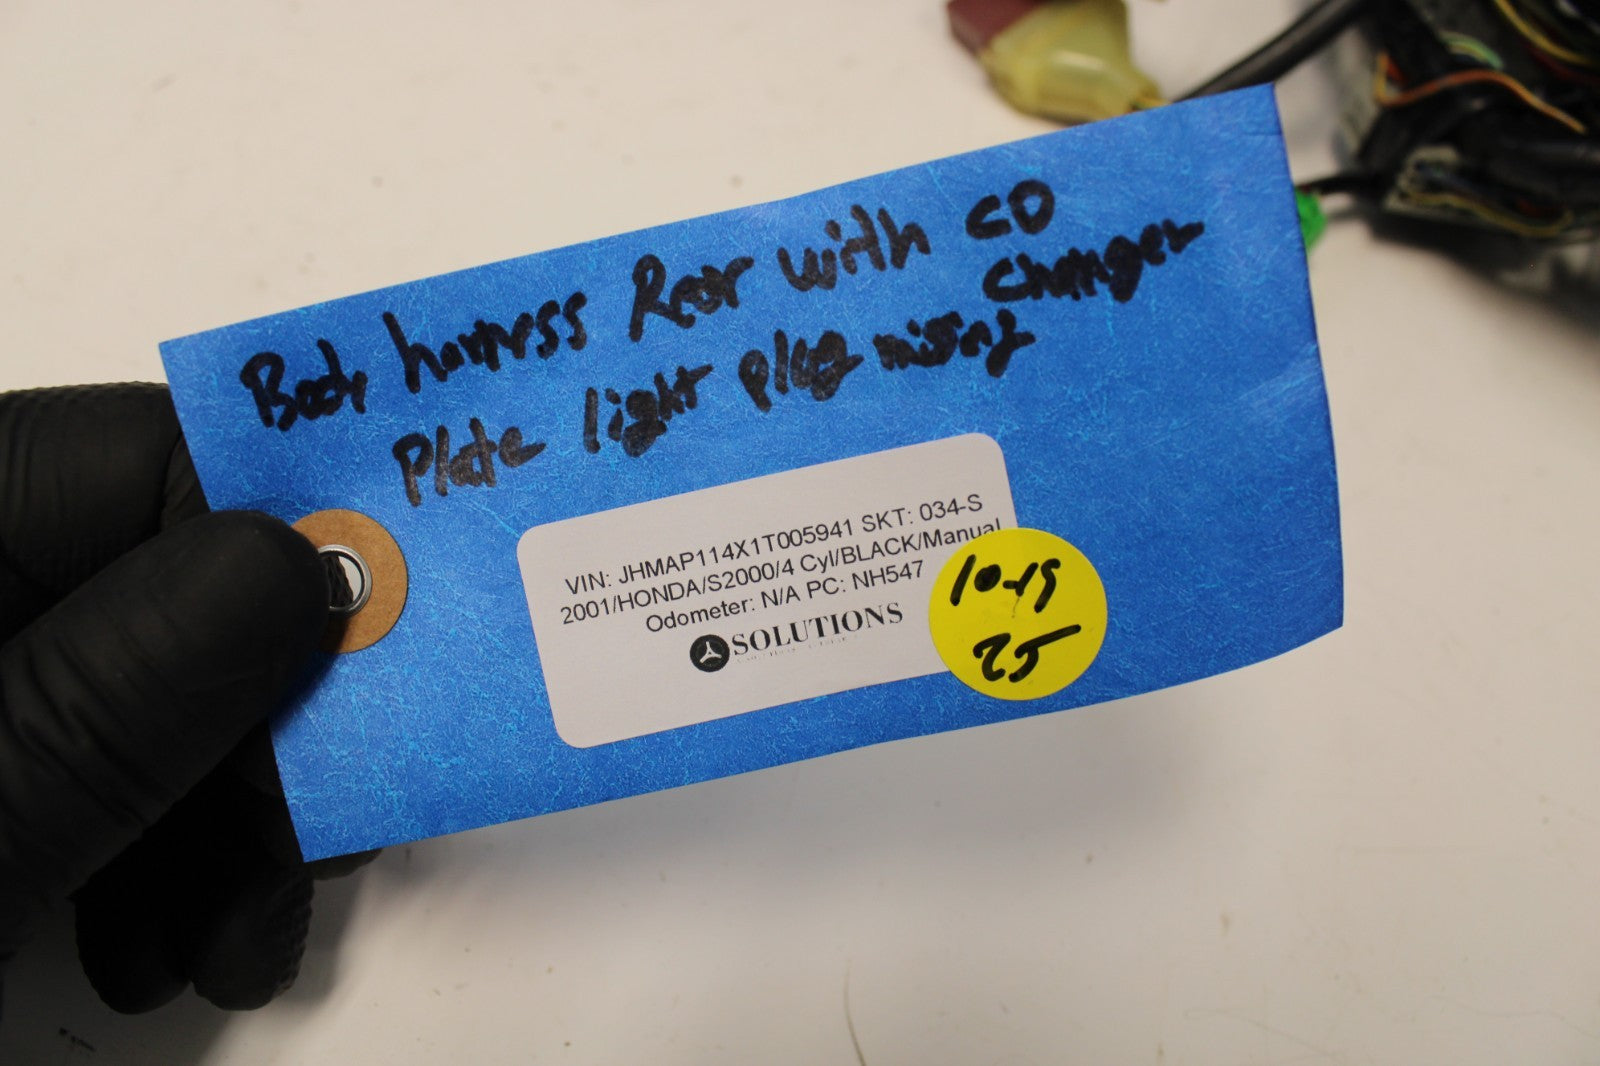 Body harness Rear with CD
changer
Plate light plug missing
VIN: JHMAP114X1T005941 SKT: 034-S
2001/HONDA/S2000/4 Cyl/BLACK/Manual
Odometer: N/A PC: NH547
SOLUTIONS
10-19
25